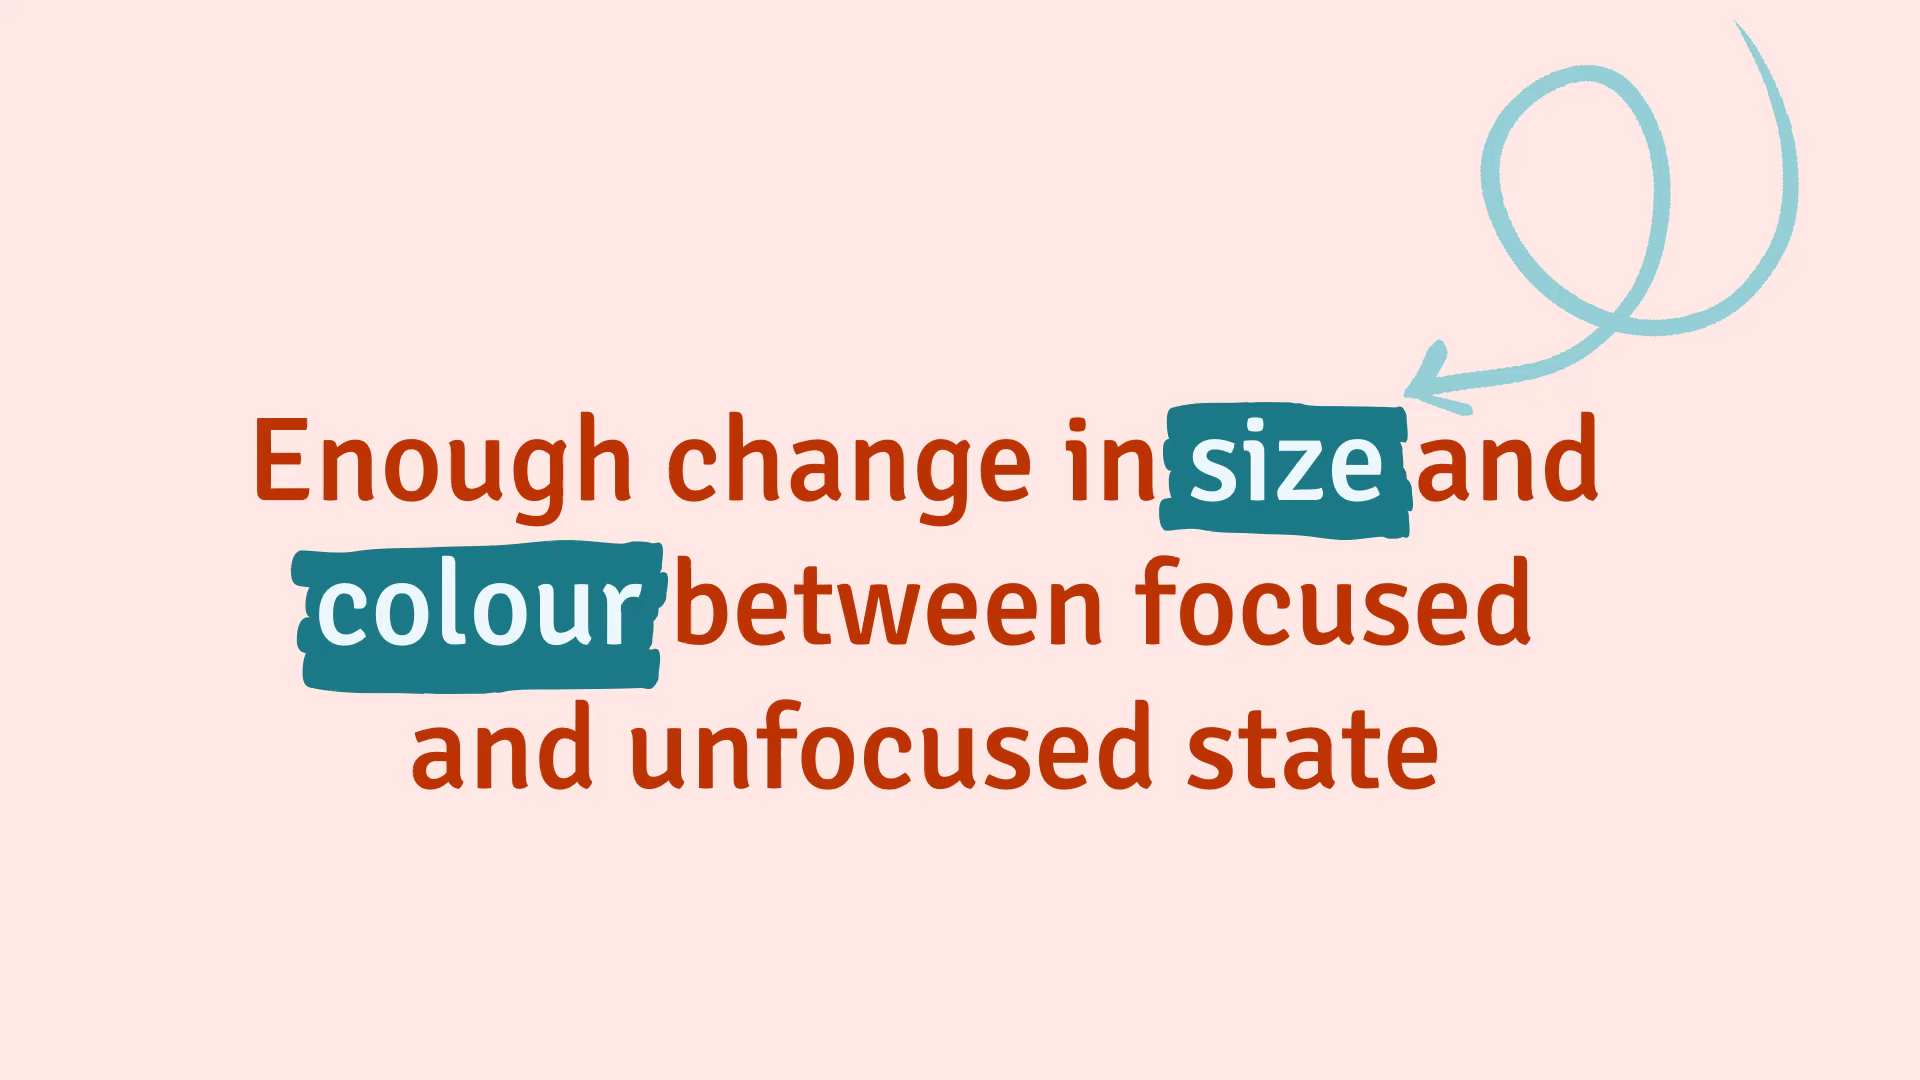 Enough change in size and
colour between focused
and unfocused state